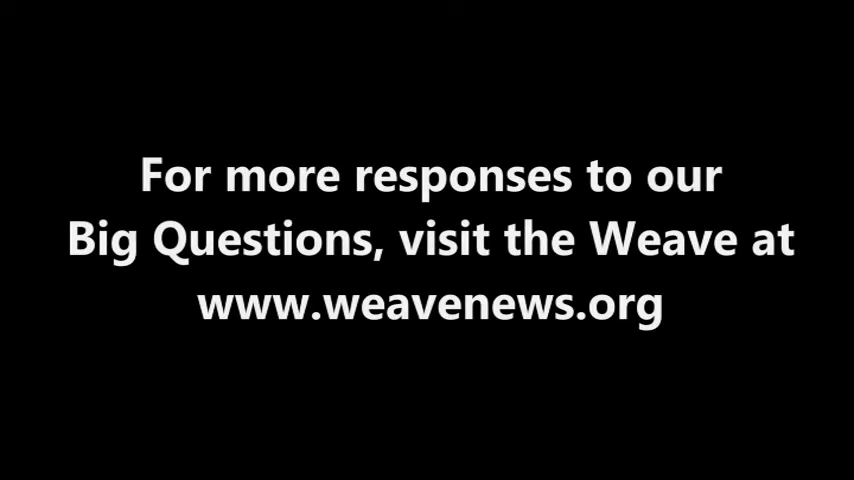 For more responses to our
Big Questions, visit the Weave at
www.weavenews.org